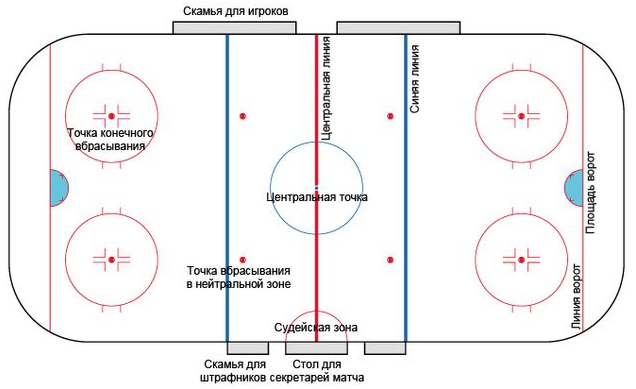 Скамья для игроков
Центральная линия
Синяя линия
Точка конечного
вбрасывания
Центральная точка
Площадь ворот
Точка вбрасывания
в нейтральной зоне
Линия ворот
Судейская зона
Скамья для
штрафников
Стол для
секретарей матча